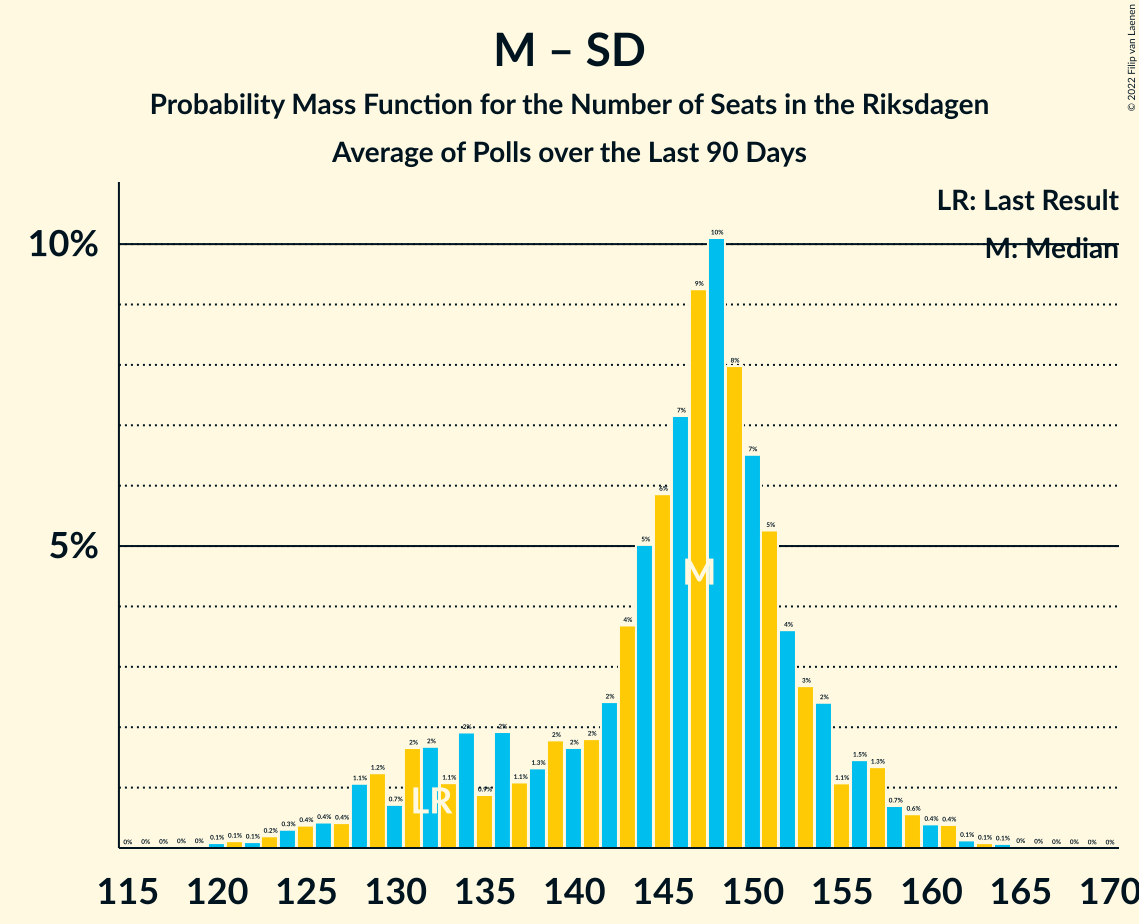 M – SD
Probability Mass Function for the Number of Seats in the Riksdagen
Average of Polls over the Last 90 Days
© 2022 Filip van Laenen
LR: Last Result
M: Median
10%
5%
0% 0% 0% 0% 0% 0.1% 0.1% 0.1% 0.2% 0.3% 0.4% 0.4% 0.4% 1.1% 1.2% 0.7% 2% 2% 1.1% 2% 0.9% 2% 1.1% 1.3% 2% 2% 2% 2% 4% 5% 6% 7% 9% 10% 8% 7% 5% 4% 3% 2% 1.1% 1.5% 1.3% 0.7% 0.6% 0.4% 0.4% 0.1% 0.1% 0.1% 0% 0% 0% 0% 0% 0%
M
LR
115 120 125 130 135 140 145 150 155 160 165 170